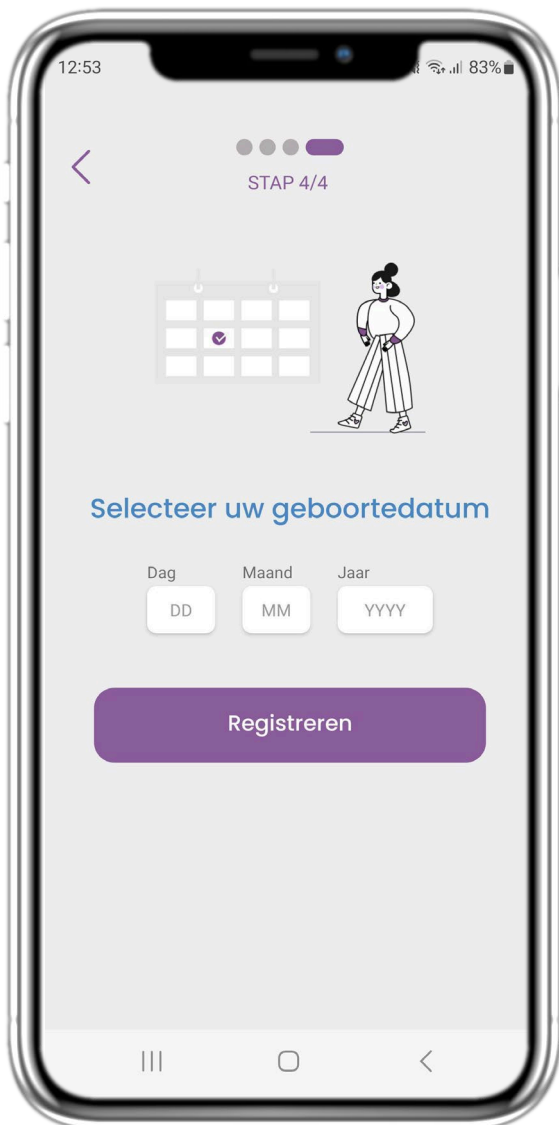 12:53
83%
STAP 4/4
Selecteer uw geboortedatum
Dag Maand Jaar
DD MM YYYY
Registreren